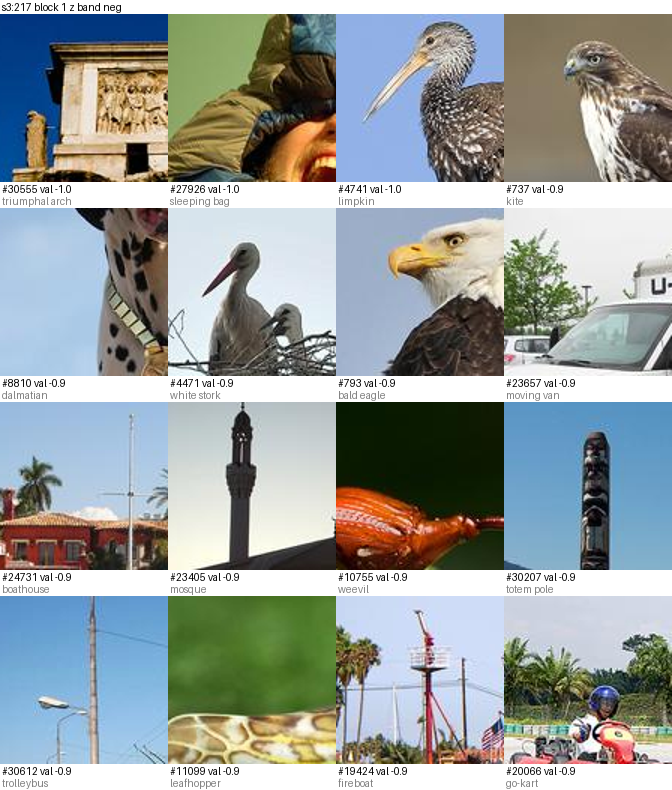 s3:217 block 1 z band neg
#30555 val -1.0
triumphal arch
#27926 val -1.0
sleeping bag
#4741 val -1.0
limpkin
#737 val -0.9
kite
#8810 val -0.9
dalmatian
#4471 val -0.9
white stork
#793 val -0.9
bald eagle
U-
#23657 val -0.9
moving van
#24731 val -0.9
boathouse
#23405 val -0.9
mosque
#10755 val -0.9
weevil
#30207 val -0.9
totem pole
#30612 val -0.9
trolleybus
#11099 val -0.9
leafhopper
#19424 val -0.9
fireboat
#20066 val -0.9
go-kart